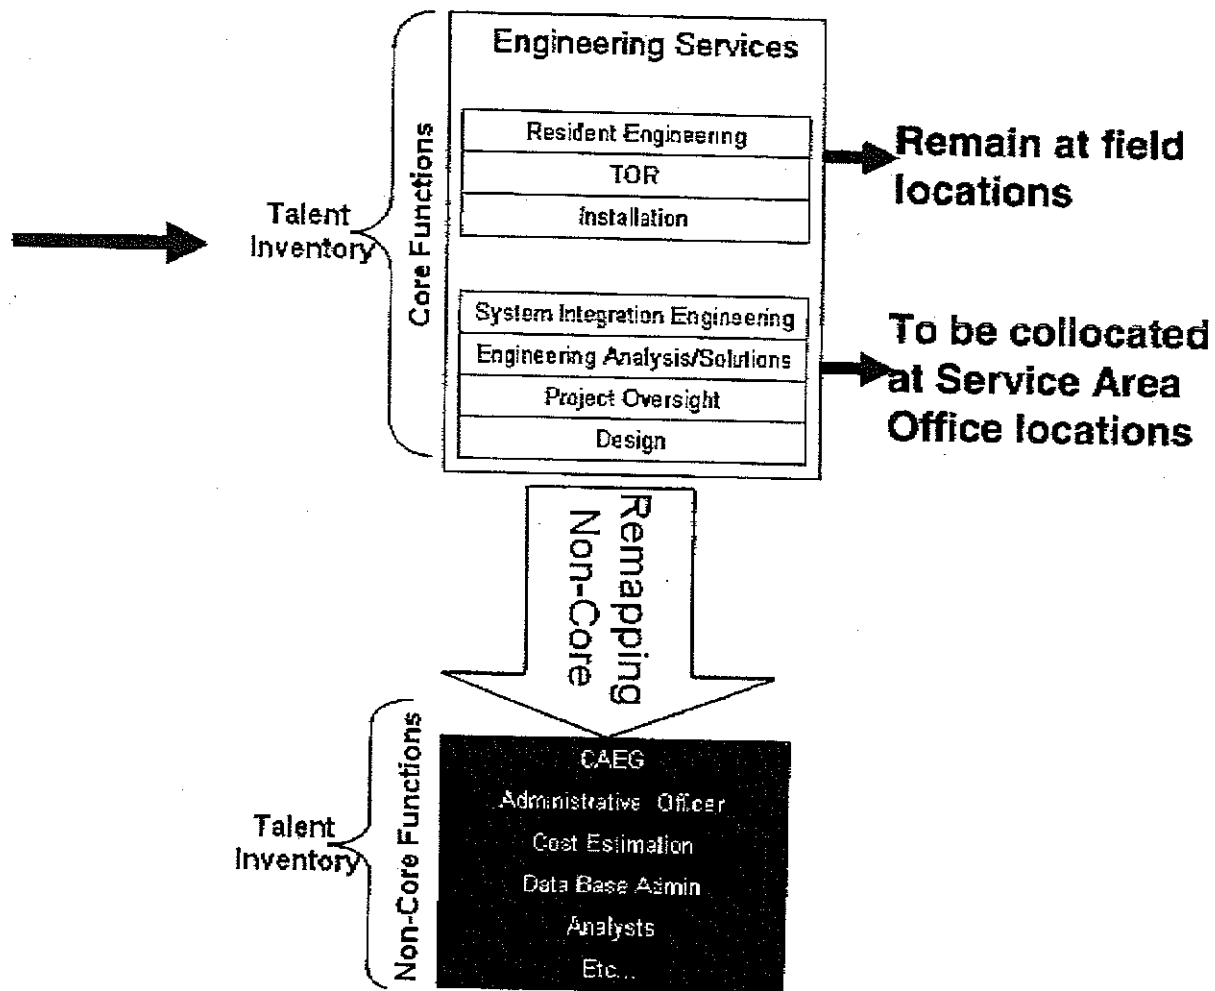 Engineering Services
Resident Engineering
TOR
Installation
Remain at field
locations
Talent
Inventory
Core Functions
System Integration Engineering
Engineering Analysis/Solutions
Project Oversight
Design
To be collocated
at Service Area
Office locations
Remapping
Non-Core
Talent
Inventory
Non-Core Functions
CAEG
Administrative Officer
Cost Estimation
Data Base Admin
Analysts
Etc...